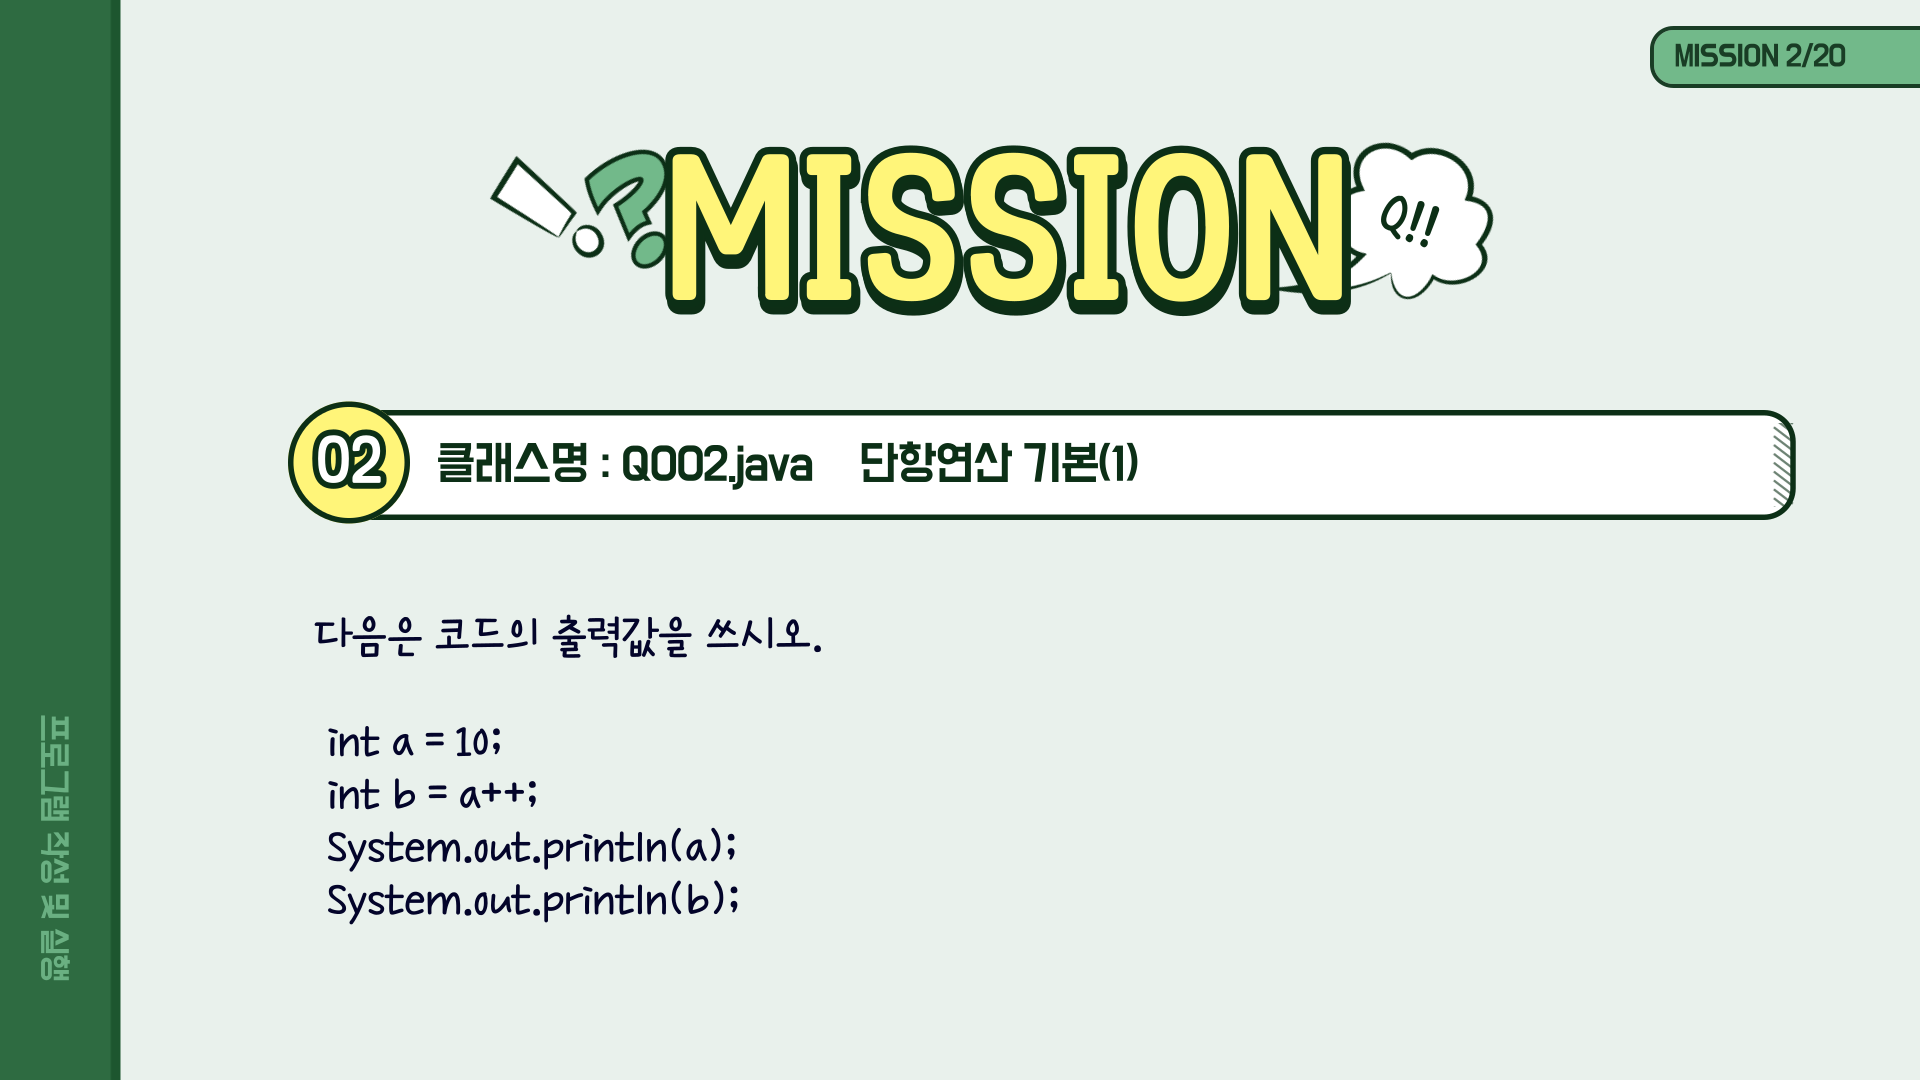 MISSION 2/20
!?MISSION
Q!!
02 클래스명 : Q002.java 단항연산 기본(1)
다음은 코드의 출력값을 쓰시오.
int a = 10;
int b = a++;
System.out.println(a);
System.out.println(b);
프로그램 작성 및 실행